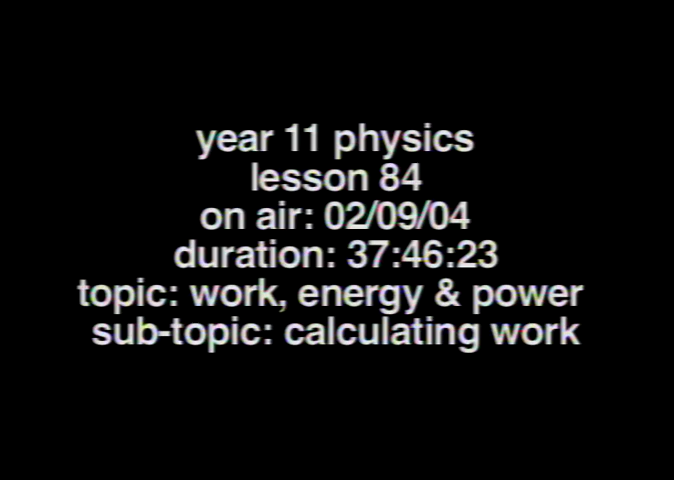 year 11 physics
lesson 84
on air: 02/09/04
duration: 37:46:23
topic: work, energy & power
sub-topic: calculating work